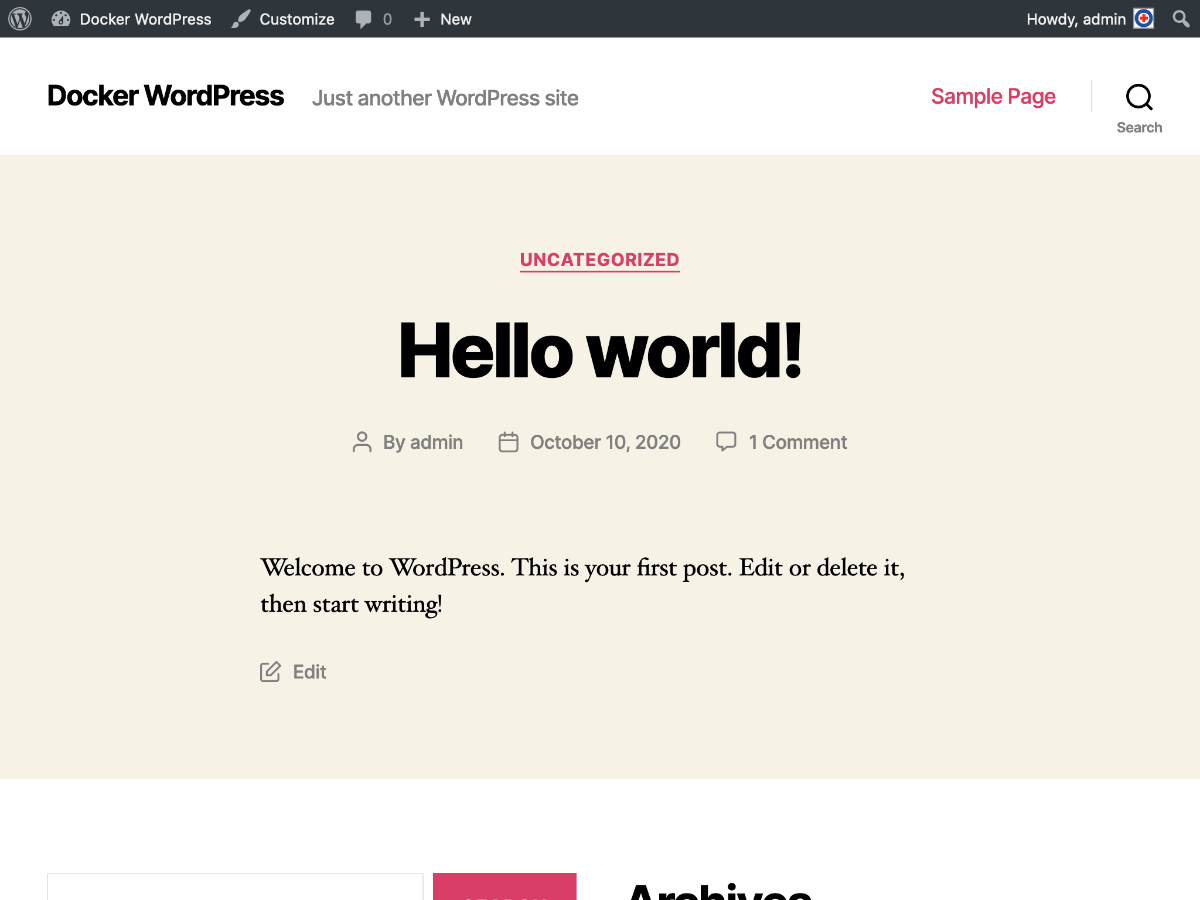 Docker WordPress Customize 0 New Howdy, admin
Docker WordPress Just another WordPress site Sample Page
Search
UNCATEGORIZED
Hello world!
By admin October 10, 2020 1 Comment
Welcome to WordPress. This is your first post. Edit or delete it,
then start writing!
Edit
Archives